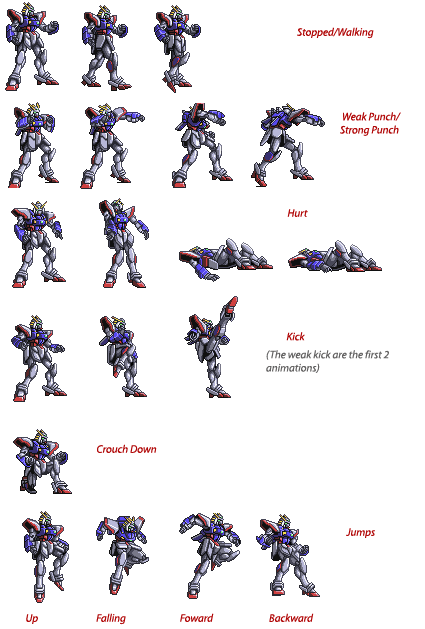 Stopped/Walking
Weak Punch/
Strong Punch
Hurt
Kick
(The weak kick are the first 2
animations)
Crouch Down
Jumps
Up Falling Foward Backward